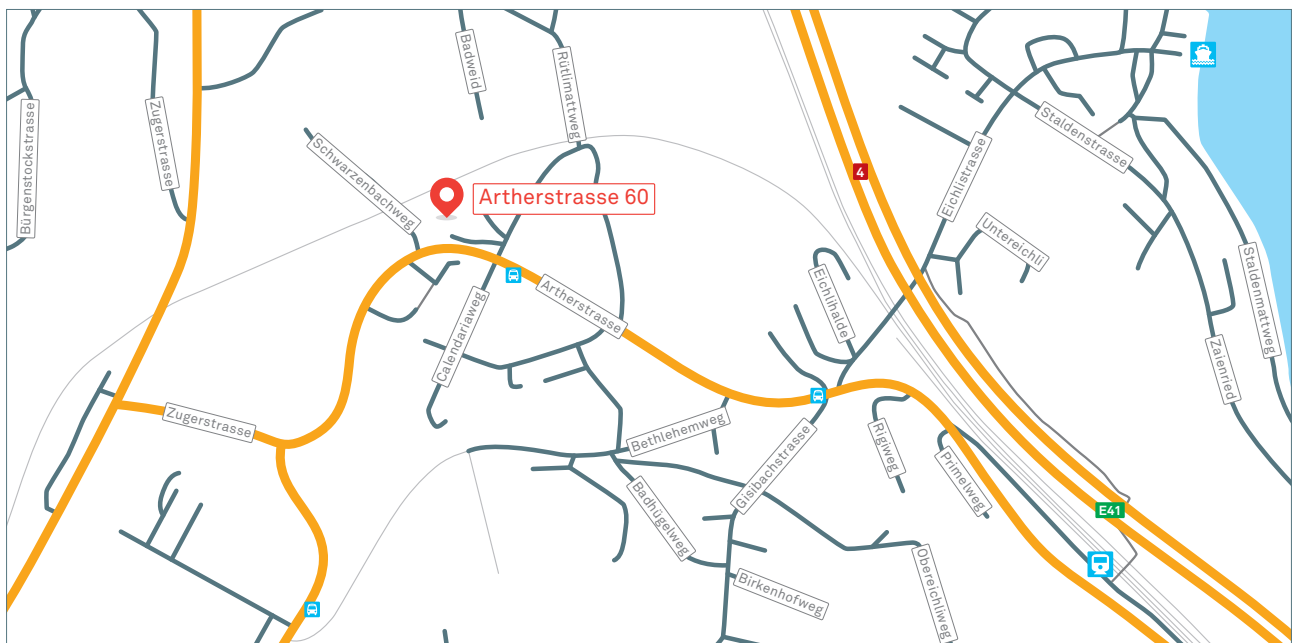 Badweid
Rütlimattweg
Bürgenstockstrasse
Zugerstrasse
Schwarzenbachweg
Artherstrasse 60
4
Staldenstrasse
Eichlistrasse
Untereichli
Staldenmattweg
Eichlihalde
Artherstrasse
Calendariaweg
Zaienried
Zugerstrasse
Bethlehemweg
Gisibachstrasse
Rigiweg
Primelweg
Badhügelweg
E41
Obereichliweg
Birkenhofweg